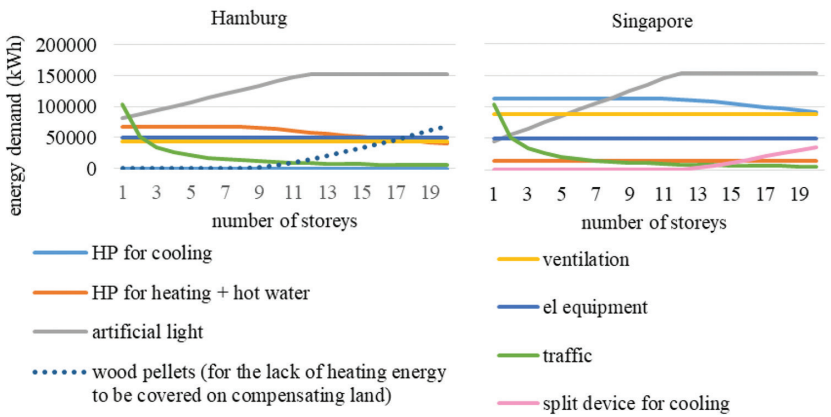 Hamburg
Singapore
energy demand (kWh)
200000
150000
100000
50000
0
1 3 5 7 9 11 13 15 17 19
number of storeys
1 3 5 7 9 11 13 15 17 19
number of storeys
HP for cooling
HP for heating + hot water
artificial light
wood pellets (for the lack of heating energy
to be covered on compensating land)
ventilation
el equipment
traffic
split device for cooling